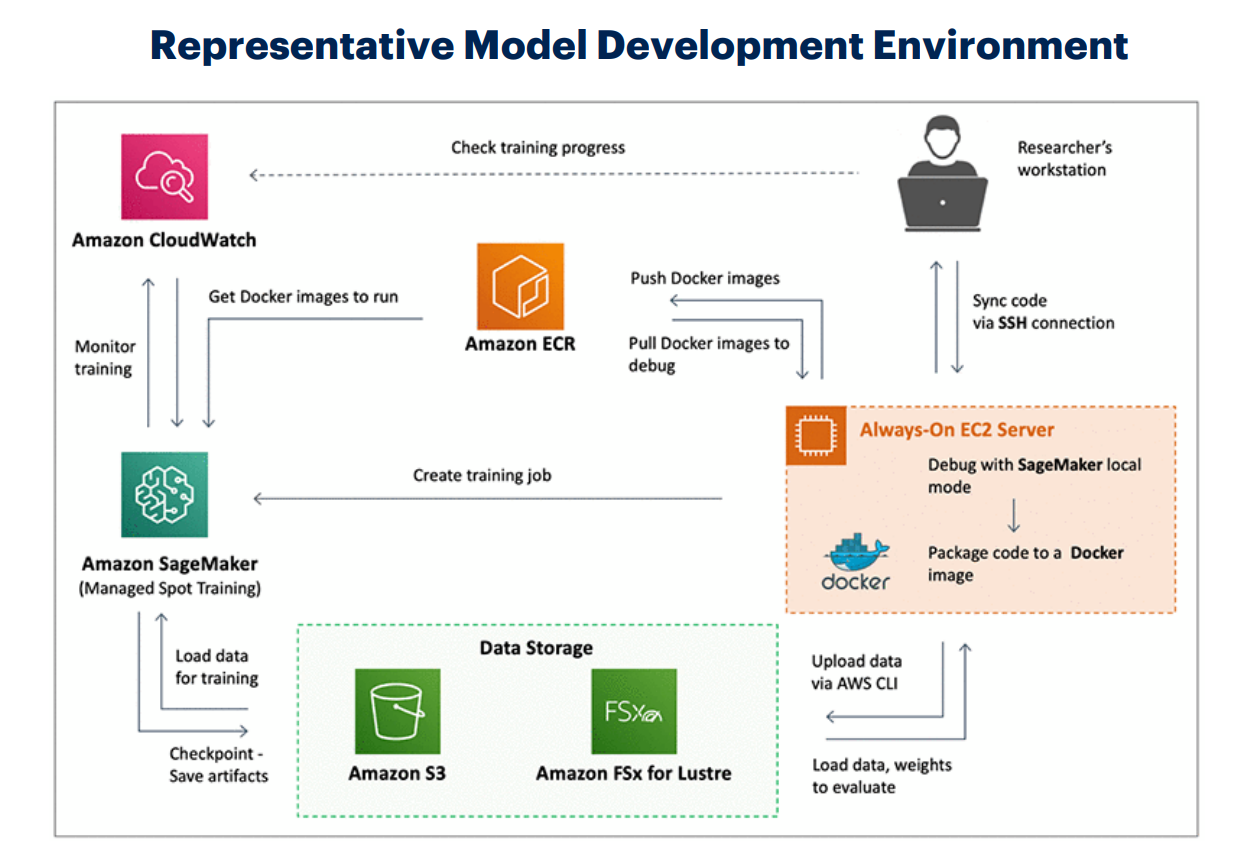 Representative Model Development Environment
Check training progress
Researcher's
workstation
Amazon CloudWatch
Get Docker images to run
Amazon ECR
Push Docker images
Pull Docker images to
debug
Sync code
via SSH connection
Monitor
training
Always-On EC2 Server
Debug with SageMaker local
mode
Create training job
docker
Package code to a Docker
image
Amazon SageMaker
(Managed Spot Training)
Load data
for training
Checkpoint -
Save artifacts
Data Storage
FSx
Amazon S3
Amazon FSx for Lustre
Upload data
via AWS CLI
Load data, weights
to evaluate